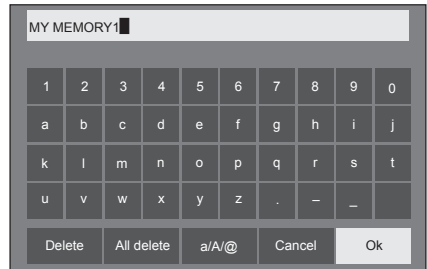 MY MEMORY1
1 2 3 4 5 6 7 8 9 0
a b c d e f g h i j
k l m n o p q r s t
u v w x y z . – _
Delete All delete a/A/@ Cancel Ok